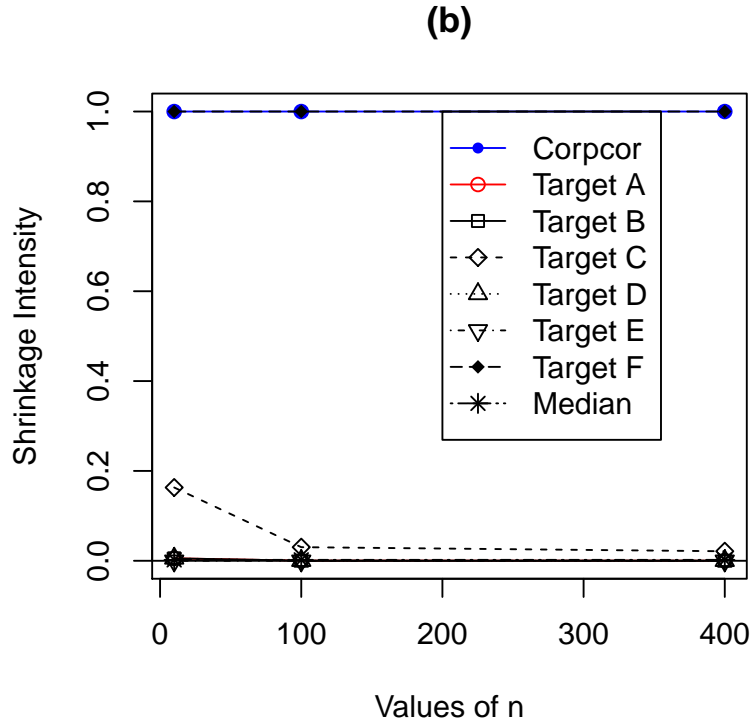 (b)
Shrinkage Intensity
1.0
0.8
0.6
0.4
0.2
0.0
Corpcor
Target A
Target B
Target C
Target D
Target E
Target F
Median
0 100 200 300 400
Values of n